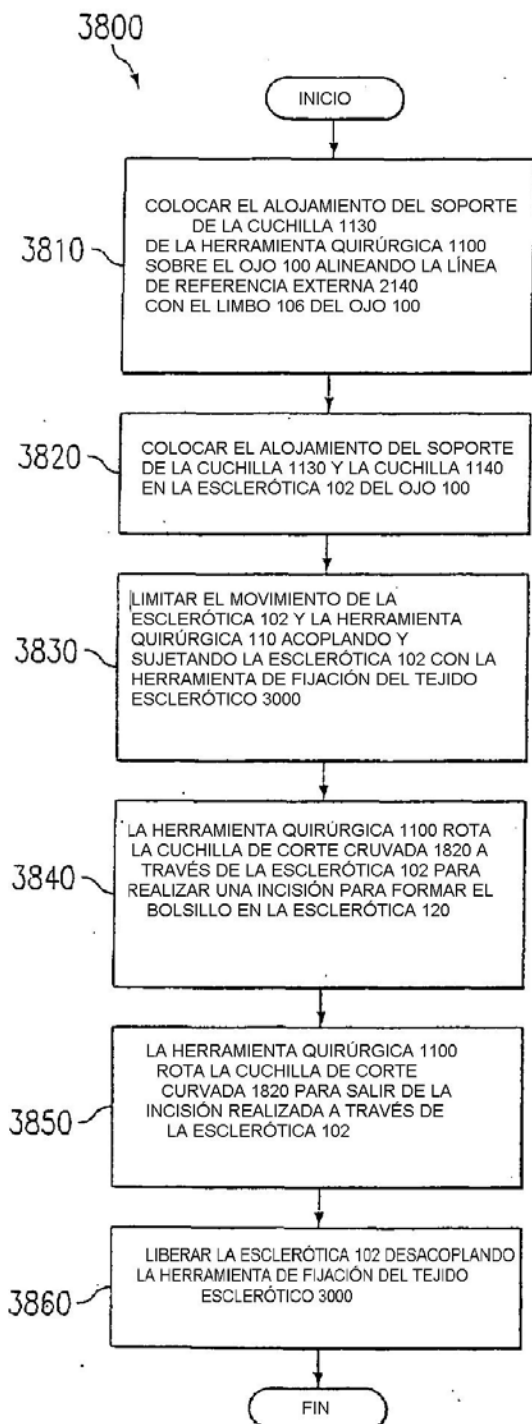 3800
INICIO
3810
COLOCAR EL ALOJAMIENTO DEL SOPORTE
DE LA CUCHILLA 1130
DE LA HERRAMIENTA QUIRÚRGICA 1100
SOBRE EL OJO 100 ALINEANDO LA LÍNEA
DE REFERENCIA EXTERNA 2140
CON EL LIMBO 106 DEL OJO 100
3820
COLOCAR EL ALOJAMIENTO DEL SOPORTE
DE LA CUCHILLA 1130 Y LA CUCHILLA 1140
EN LA ESCLERÓTICA 102 DEL OJO 100
3830
LIMITAR EL MOVIMIENTO DE LA
ESCLERÓTICA 102 Y LA HERRAMIENTA
QUIRÚRGICA 110 ACOPLANDO Y
SUJETANDO LA ESCLERÓTICA 102 CON LA
HERRAMIENTA DE FIJACIÓN DEL TEJIDO
ESCLERÓTICO 3000
3840
LA HERRAMIENTA QUIRÚRGICA 1100 ROTA
LA CUCHILLA DE CORTE CRUVADA 1820 A
TRAVÉS DE LA ESCLERÓTICA 102 PARA
REALIZAR UNA INCISIÓN PARA FORMAR EL
BOLSILLO EN LA ESCLERÓTICA 120
3850
LA HERRAMIENTA QUIRÚRGICA 1100
ROTA LA CUCHILLA DE CORTE
CURVADA 1820 PARA SALIR DE LA
INCISIÓN REALIZADA A TRAVÉS DE
LA ESCLERÓTICA 102
3860
LIBERAR LA ESCLERÓTICA 102 DESACOPLANDO
LA HERRAMIENTA DE FIJACIÓN DEL TEJIDO
ESCLERÓTICO 3000
FIN